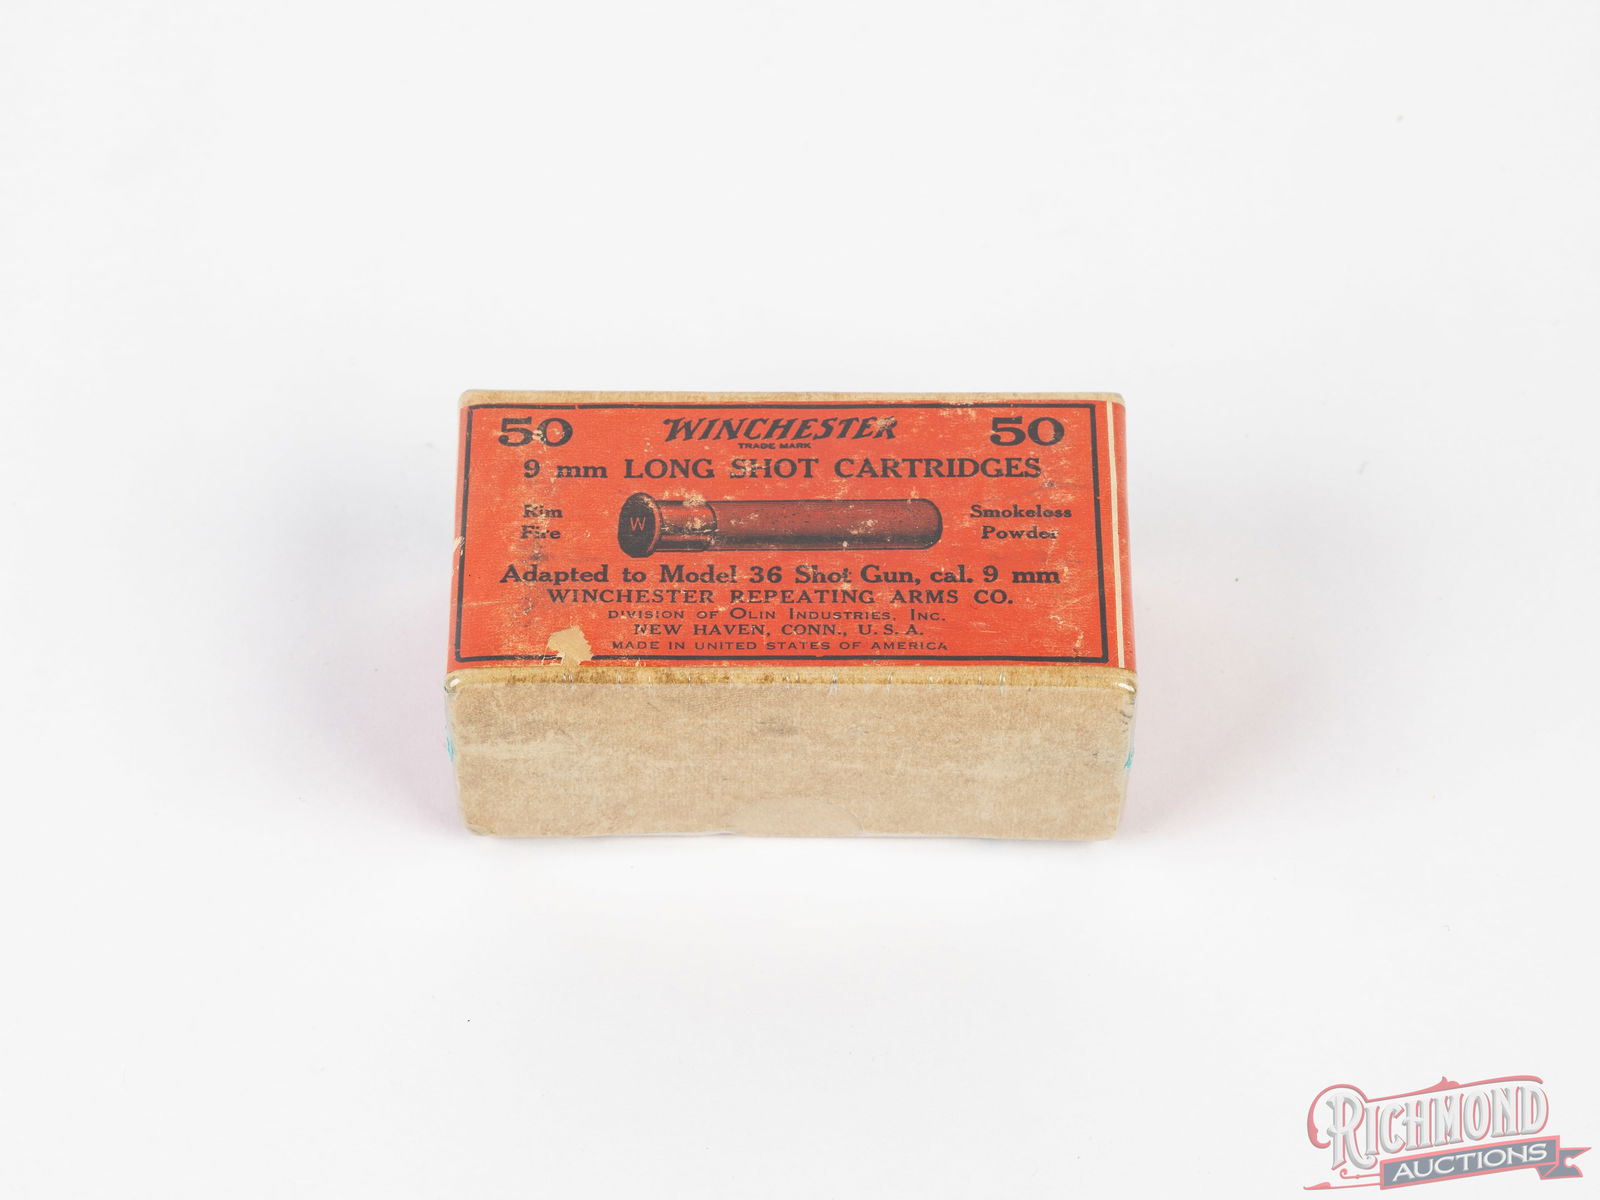 50 WINCHESTER 50
TRADE MARK
9 mm LONG SHOT CARTRIDGES
Rim Smokeless
W
Fire Powder
Adapted to Model 36 Shot Gun, cal. 9 mm
WINCHESTER REPEATING ARMS CO.
DIVISION OF OLIN INDUSTRIES, INC.
NEW HAVEN, CONN., U. S. A.
MADE IN UNITED STATES OF AMERICA
RICHMOND
AUCTIONS